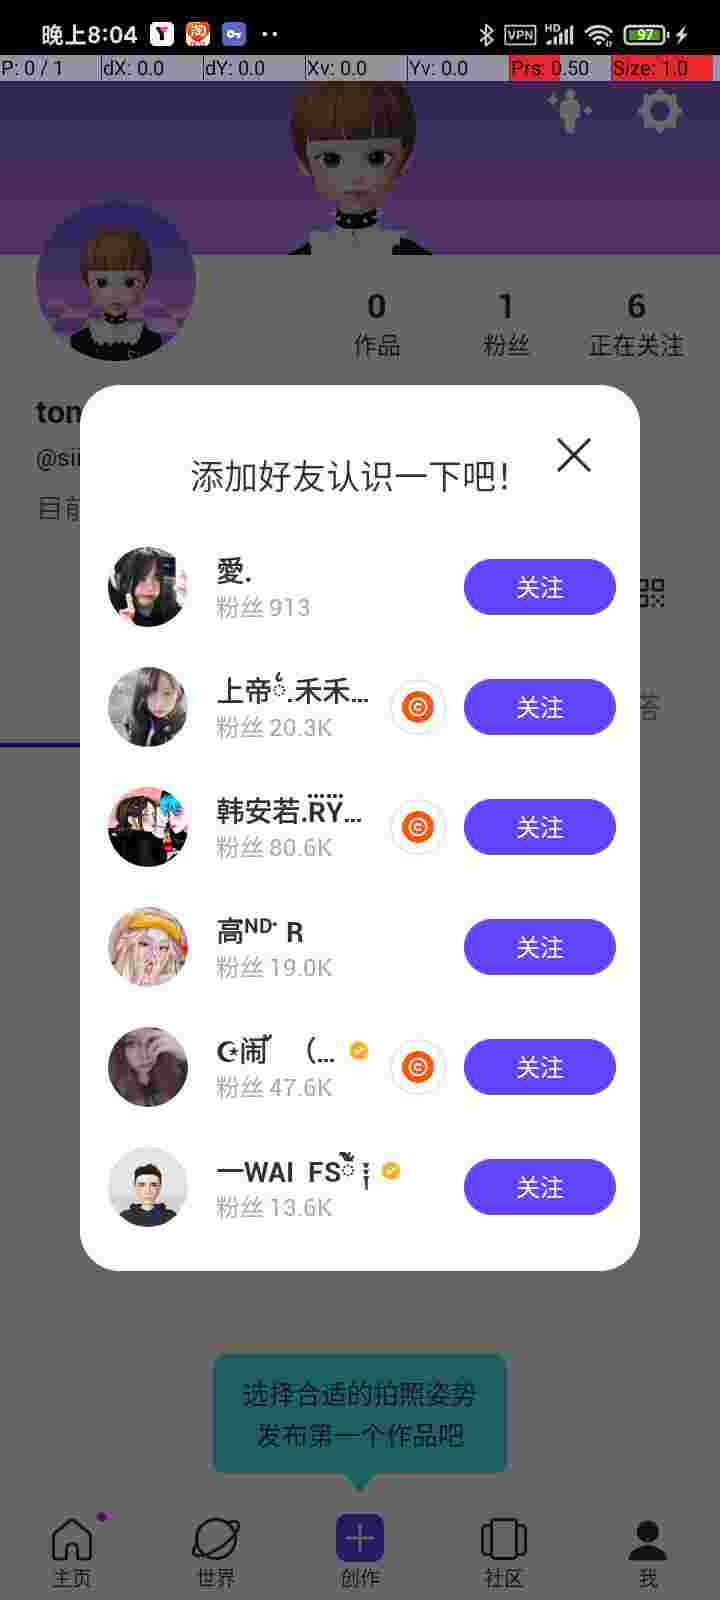 晚上8:04
HD
VPN
97
P: 0 / 1
dX: 0.0
dY: 0.0
Xv: 0.0
Yv: 0.0
Prs: 0.50
Size: 1.0
0
1
6
作品
粉丝
正在关注
ton
@sii
目前
添加好友认识一下吧！
愛.
粉丝 913
关注
上帝.禾禾...
粉丝 20.3K
关注
韩安若.RY...
粉丝 80.6K
关注
高ᴺᴰ· R
粉丝 19.0K
关注
☪闹 （...
粉丝 47.6K
关注
一WAI FS
粉丝 13.6K
关注
答
选择合适的拍照姿势
发布第一个作品吧
主页
世界
创作
社区
我